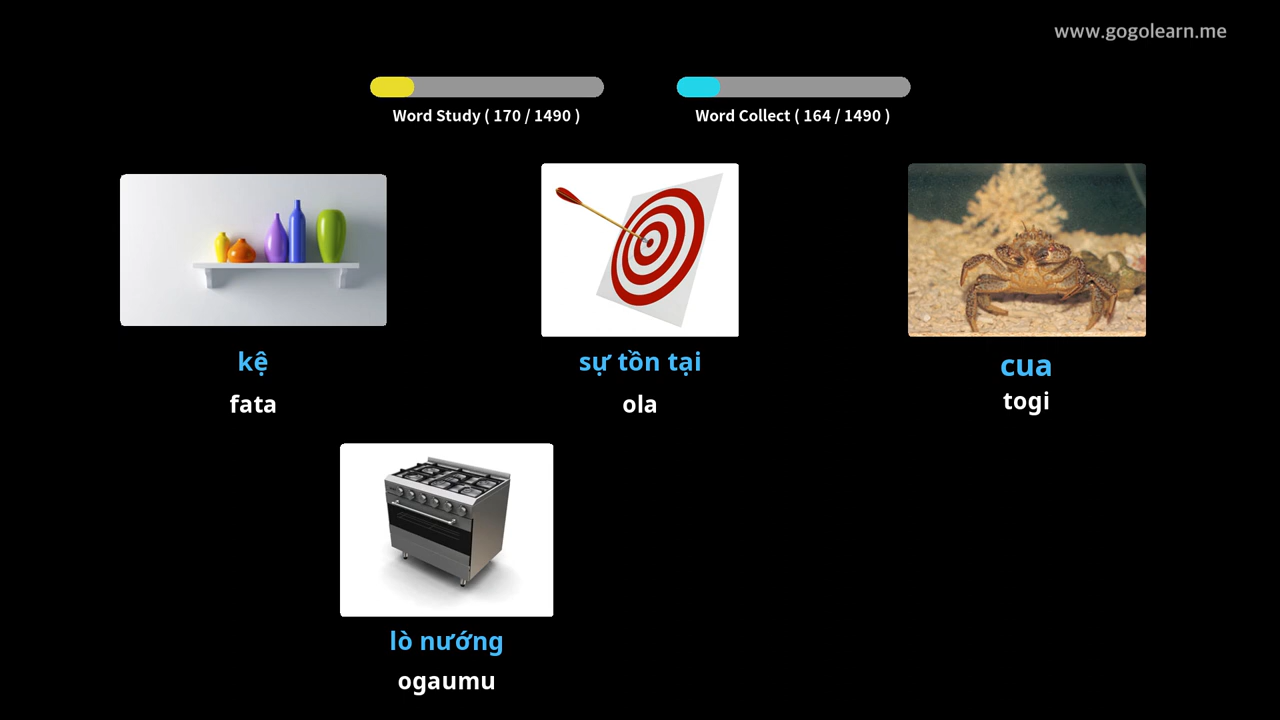 www.gogolearn.me
Word Study ( 170 / 1490 )
Word Collect ( 164 / 1490 )
kệ
fata
sự tồn tại
ola
cua
togi
lò nướng
ogaumu